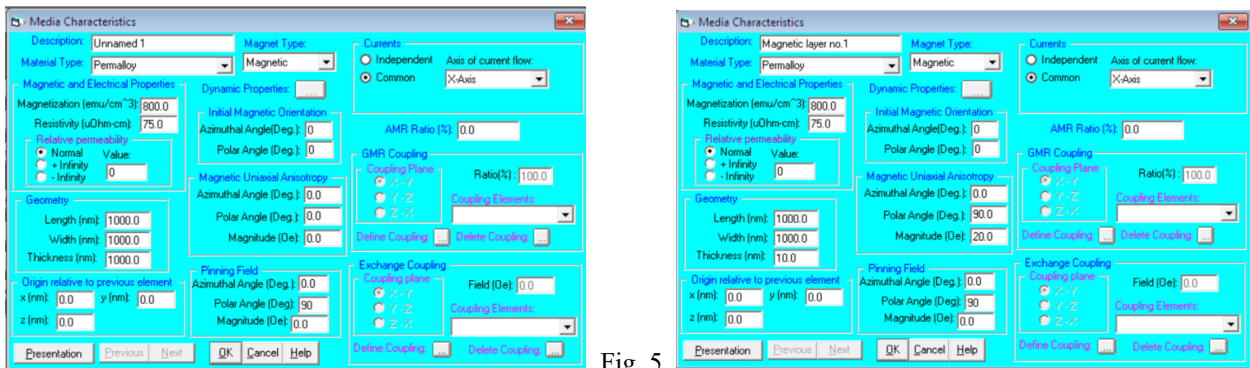 Media Characteristics
Description: Unnamed 1
Magnet Type:
Material Type: Permalloy
Magnetic
Magnetic and Electrical Properties
Magnetization (emu/cm^3): 800.0
Resistivity (uOhm-cm): 75.0
Relative permeability
Normal Value:
+ Infinity 0
- Infinity
Geometry
Length (nm): 1000.0
Width (nm): 1000.0
Thickness (nm): 1000.0
Origin relative to previous element
x (nm): 0.0 y (nm): 0.0
z (nm): 0.0
Dynamic Properties: ...
Initial Magnetic Orientation
Azimuthal Angle(Deg.): 0
Polar Angle (Deg.): 0
Magnetic Uniaxial Anisotropy
Azimuthal Angle (Deg.): 0.0
Polar Angle (Deg.): 0.0
Magnitude (Oe): 0.0
Pinning Field
Azimuthal Angle (Deg.): 0.0
Polar Angle (Deg): 90
Magnitude (Oe): 0.0
Currents
Independent Axis of current flow:
Common X-Axis
AMR Ratio (%): 0.0
GMR Coupling
Coupling Plane
X-Y
Y-Z
Z-X
Ratio(%) : 100.0
Coupling Elements:
Define Coupling: ... Delete Coupling: ...
Exchange Coupling
Coupling plane
X-Y
Y-Z
Z-X
Field (Oe): 0.0
Coupling Elements:
Define Coupling: ... Delete Coupling: ...
Presentation Previous Next OK Cancel Help
Fig. 5
Media Characteristics
Description: Magnetic layer no.1
Magnet Type:
Material Type: Permalloy
Magnetic
Magnetic and Electrical Properties
Magnetization (emu/cm^3): 800.0
Resistivity (uOhm-cm): 75.0
Relative permeability
Normal Value:
+ Infinity 0
- Infinity
Geometry
Length (nm): 1000.0
Width (nm): 1000.0
Thickness (nm): 10.0
Origin relative to previous element
x (nm): 0.0 y (nm): 0.0
z (nm): 0.0
Dynamic Properties: ...
Initial Magnetic Orientation
Azimuthal Angle(Deg.): 0
Polar Angle (Deg.): 0
Magnetic Uniaxial Anisotropy
Azimuthal Angle (Deg.): 0.0
Polar Angle (Deg.): 90.0
Magnitude (Oe): 20.0
Pinning Field
Azimuthal Angle (Deg.): 0.0
Polar Angle (Deg): 90
Magnitude (Oe): 0.0
Currents
Independent Axis of current flow:
Common X-Axis
AMR Ratio (%): 0.0
GMR Coupling
Coupling Plane
X-Y
Y-Z
Z-X
Ratio(%) : 100.0
Coupling Elements:
Define Coupling: ... Delete Coupling: ...
Exchange Coupling
Coupling plane
X-Y
Y-Z
Z-X
Field (Oe): 0.0
Coupling Elements:
Define Coupling: ... Delete Coupling: ...
Presentation Previous Next OK Cancel Help